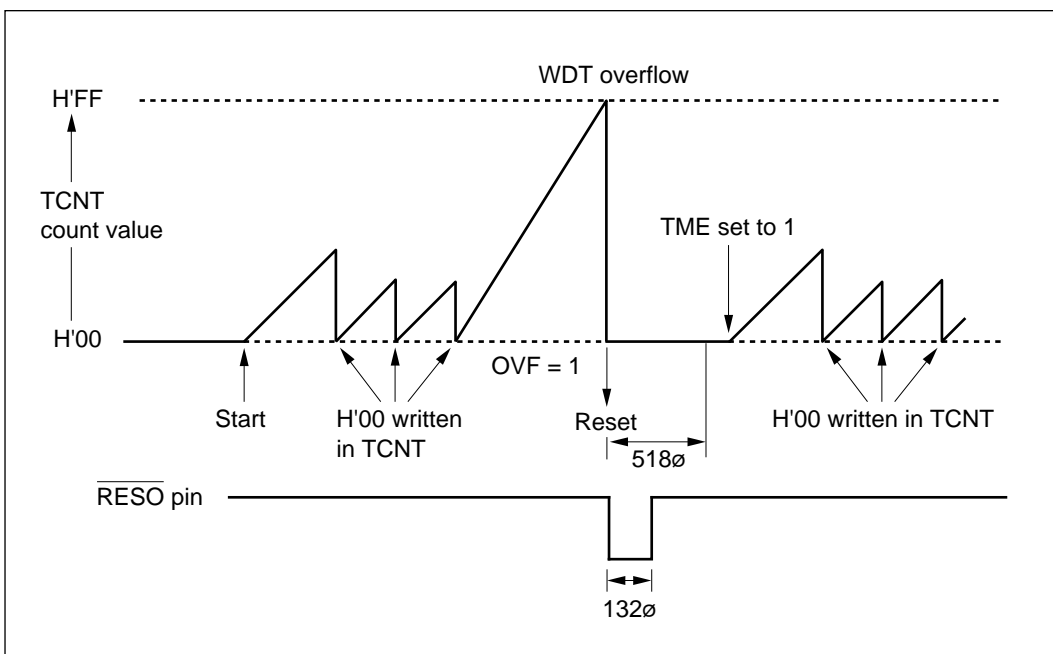 WDT overflow
H'FF
TCNT
count value
TME set to 1
H'00
OVF = 1
Start
H'00 written
in TCNT
Reset
H'00 written in TCNT
518ø
RESO pin
132ø